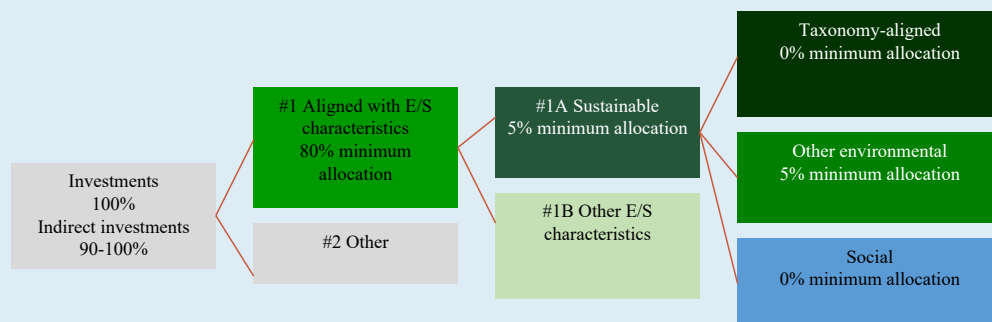 Investments
100%
Indirect investments
90-100%
#1 Aligned with E/S
characteristics
80% minimum
allocation
#2 Other
#1A Sustainable
5% minimum allocation
#1B Other E/S
characteristics
Taxonomy-aligned
0% minimum allocation
Other environmental
5% minimum allocation
Social
0% minimum allocation